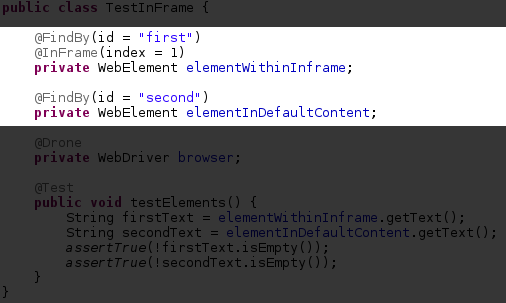 public class TestInFrame {
@FindBy(id = "first")
@InFrame(index = 1)
private WebElement elementWithinInframe;
@FindBy(id = "second")
private WebElement elementInDefaultContent;
@Drone
private WebDriver browser;
@Test
public void testElements() {
String firstText = elementWithinInframe.getText();
String secondText = elementInDefaultContent.getText();
assertTrue(!firstText.isEmpty());
assertTrue(!secondText.isEmpty());
}
}